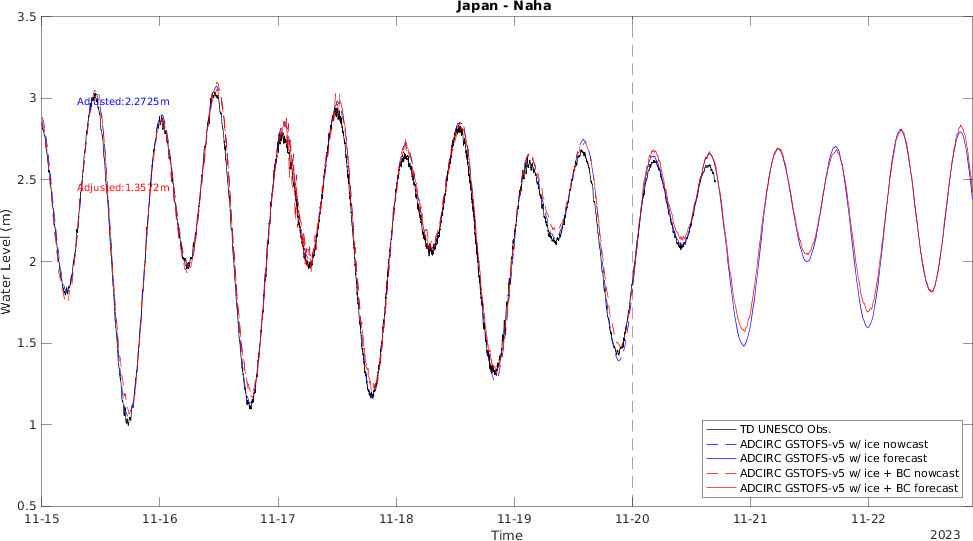 Japan - Naha
3.5
3
2.5
2
1.5
1
0.5
Water Level (m)
Adjusted:2.2725m
Adjusted:1.3572m
TD UNESCO Obs.
ADCIRC GSTOFS-v5 w/ ice nowcast
ADCIRC GSTOFS-v5 w/ ice forecast
ADCIRC GSTOFS-v5 w/ ice + BC nowcast
ADCIRC GSTOFS-v5 w/ ice + BC forecast
11-15 11-16 11-17 11-18 11-19 11-20 11-21 11-22
Time
2023